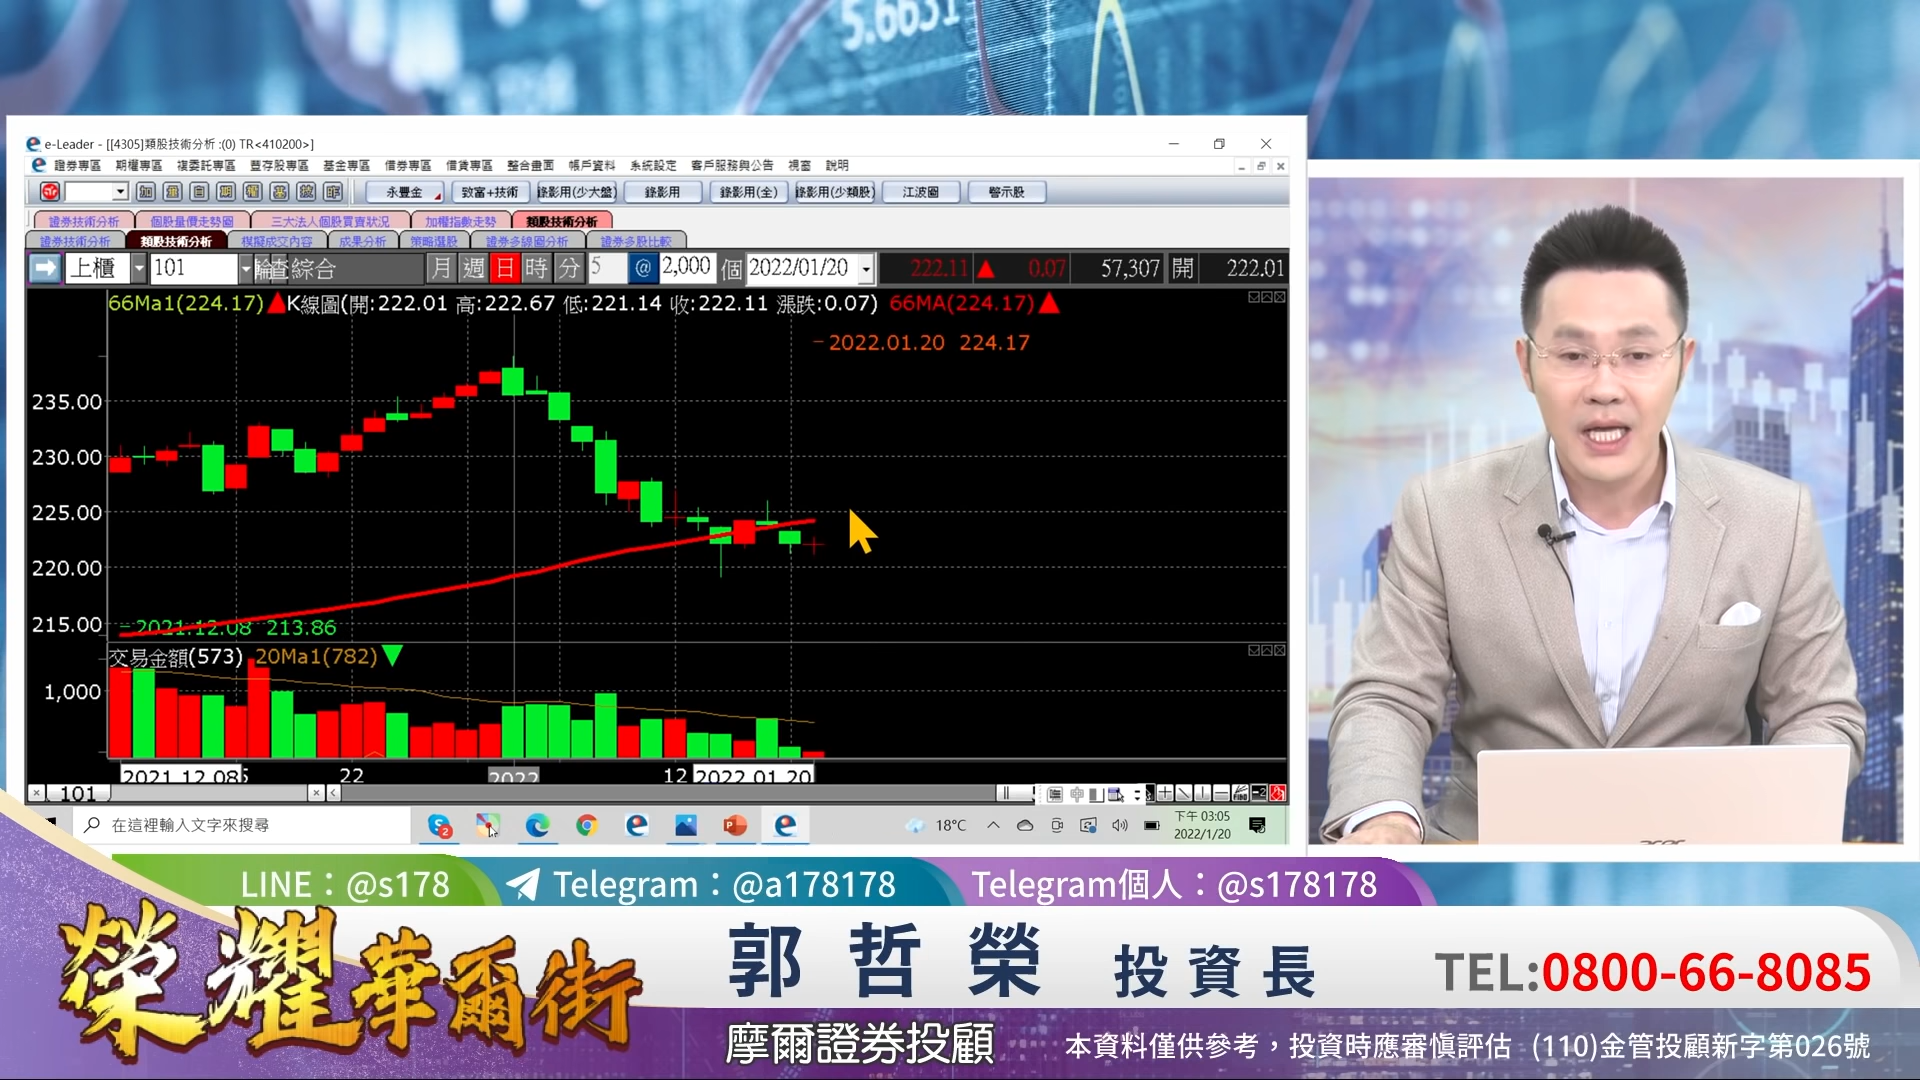 5.6631
e-Leader - [[4305]類股技術分析 :(0) TR<410200>]
證券專區 期權專區 複委託專區 豐存股專區 基金專區 借券專區 借貸專區 整合畫面 帳戶資料 系統設定 客戶服務與公告 視窗 說明
永豐金 致富+技術 錄影用(少大盤) 錄影用 錄影用(全) 錄影用(少類股) 江波圖 警示股
證券技術分析 個股量價走勢圖 三大法人個股買賣狀況 加權指數走勢 類股技術分析
證券技術分析 類股技術分析 模擬成交內容 成果分析 策略選股 證券多線圖分析 證券多股比較
上櫃 101 綜合 月 週 日 時 分 5 @ 2,000 個 2022/01/20 222.11 ▲ 0.07 57,307 開 222.01
66Ma1(224.17)▲K線圖(開:222.01 高:222.67 低:221.14 收:222.11 漲跌:0.07) 66MA(224.17)▲
2022.01.20 224.17
235.00
230.00
225.00
220.00
215.00
2021.12.08 213.86
交易金額(573) 20Ma1(782)▼
1,000
2021.12.08 22 2022 12 2022.01.20
101
在這裡輸入文字來搜尋
2
18°C
下午 03:05
2022/1/20
acer
LINE：@s178 Telegram：@a178178 Telegram個人：@s178178
榮耀華爾街
郭哲榮 投資長
TEL:0800-66-8085
摩爾證券投顧
本資料僅供參考，投資時應審慎評估 (110)金管投顧新字第026號